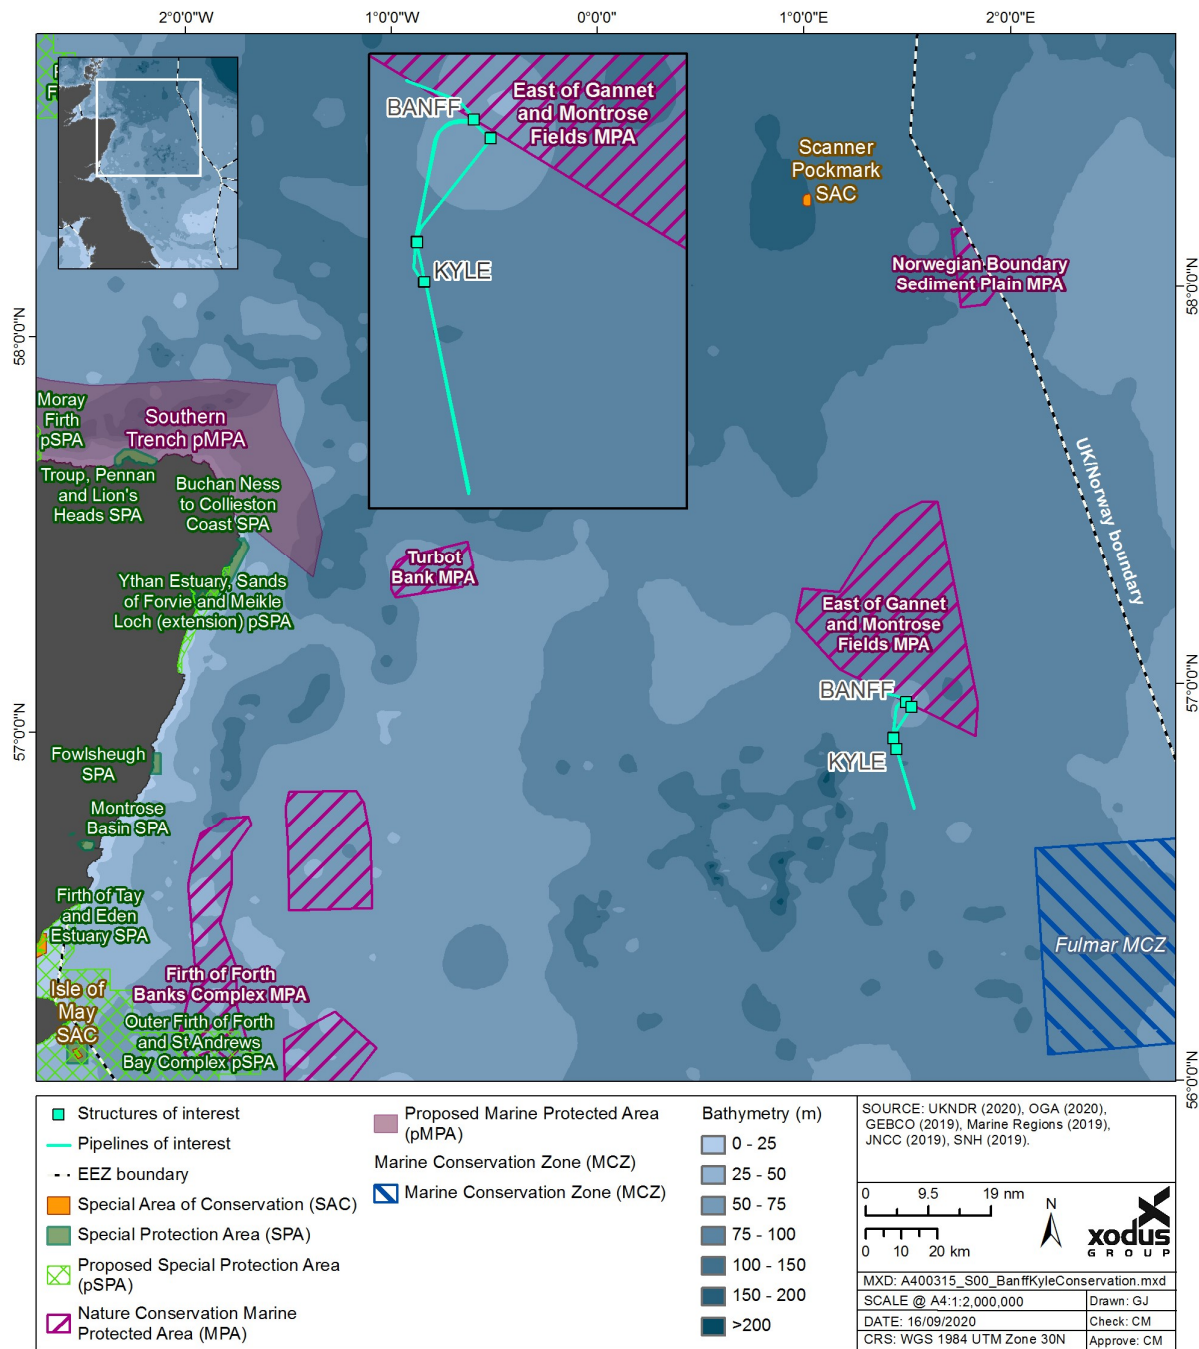 2°0'0"W
1°0'0"W
0°0'0"
1°0'0"E
2°0'0"E
58°0'0"N
57°0'0"N
58°0'0"N
57°0'0"N
56°0'0"N
F
BANFF
East of Gannet
and Montrose
Fields MPA
KYLE
Scanner
Pockmark
SAC
Norwegian Boundary
Sediment Plain MPA
UK/Norway boundary
Moray
Firth
pSPA
Southern
Trench pMPA
Troup, Pennan
and Lion's
Heads SPA
Buchan Ness
to Collieston
Coast SPA
Turbot
Bank MPA
Ythan Estuary, Sands
of Forvie and Meikle
Loch (extension) pSPA
East of Gannet
and Montrose
Fields MPA
BANFF
KYLE
Fowlsheugh
SPA
Montrose
Basin SPA
Firth of Tay
and Eden
Estuary SPA
Fulmar MCZ
Firth of Forth
Banks Complex MPA
Isle of
May
SAC
Outer Firth of Forth
and St Andrews
Bay Complex pSPA
Structures of interest
Pipelines of interest
EEZ boundary
Special Area of Conservation (SAC)
Special Protection Area (SPA)
Proposed Special Protection Area
(pSPA)
Nature Conservation Marine
Protected Area (MPA)
Proposed Marine Protected Area
(pMPA)
Marine Conservation Zone (MCZ)
Marine Conservation Zone (MCZ)
Bathymetry (m)
0 - 25
25 - 50
50 - 75
75 - 100
100 - 150
150 - 200
>200
SOURCE: UKNDR (2020), OGA (2020),
GEBCO (2019), Marine Regions (2019),
JNCC (2019), SNH (2019).
0 9.5 19 nm
0 10 20 km
N
xodus
GROUP
MXD: A400315_S00_BanffKyleConservation.mxd
SCALE @ A4:1:2,000,000
Drawn: GJ
DATE: 16/09/2020
Check: CM
CRS: WGS 1984 UTM Zone 30N
Approve: CM